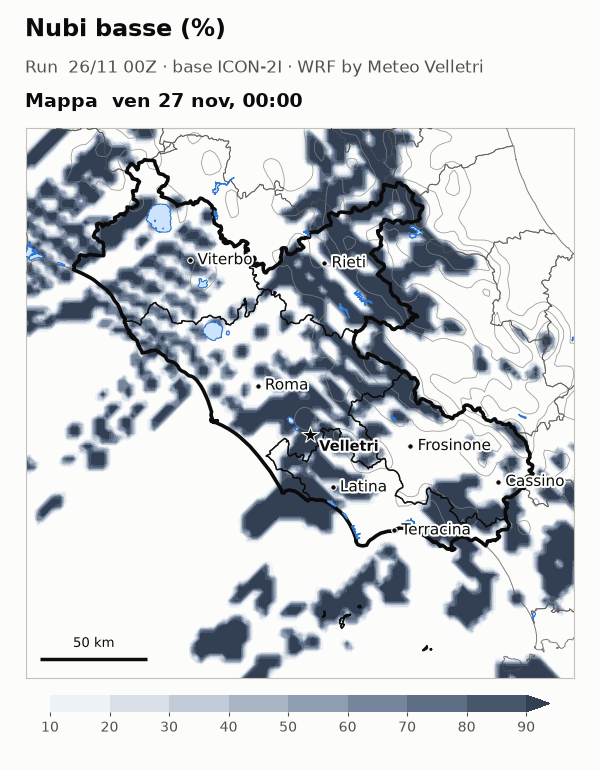 Nubi basse (%)
Run  26/11 00Z · base ICON-2I · WRF by Meteo Velletri
Mappa  ven 27 nov, 00:00
Viterbo
Rieti
Roma
Velletri
Frosinone
Latina
Cassino
Terracina
50 km
10 20 30 40 50 60 70 80 90